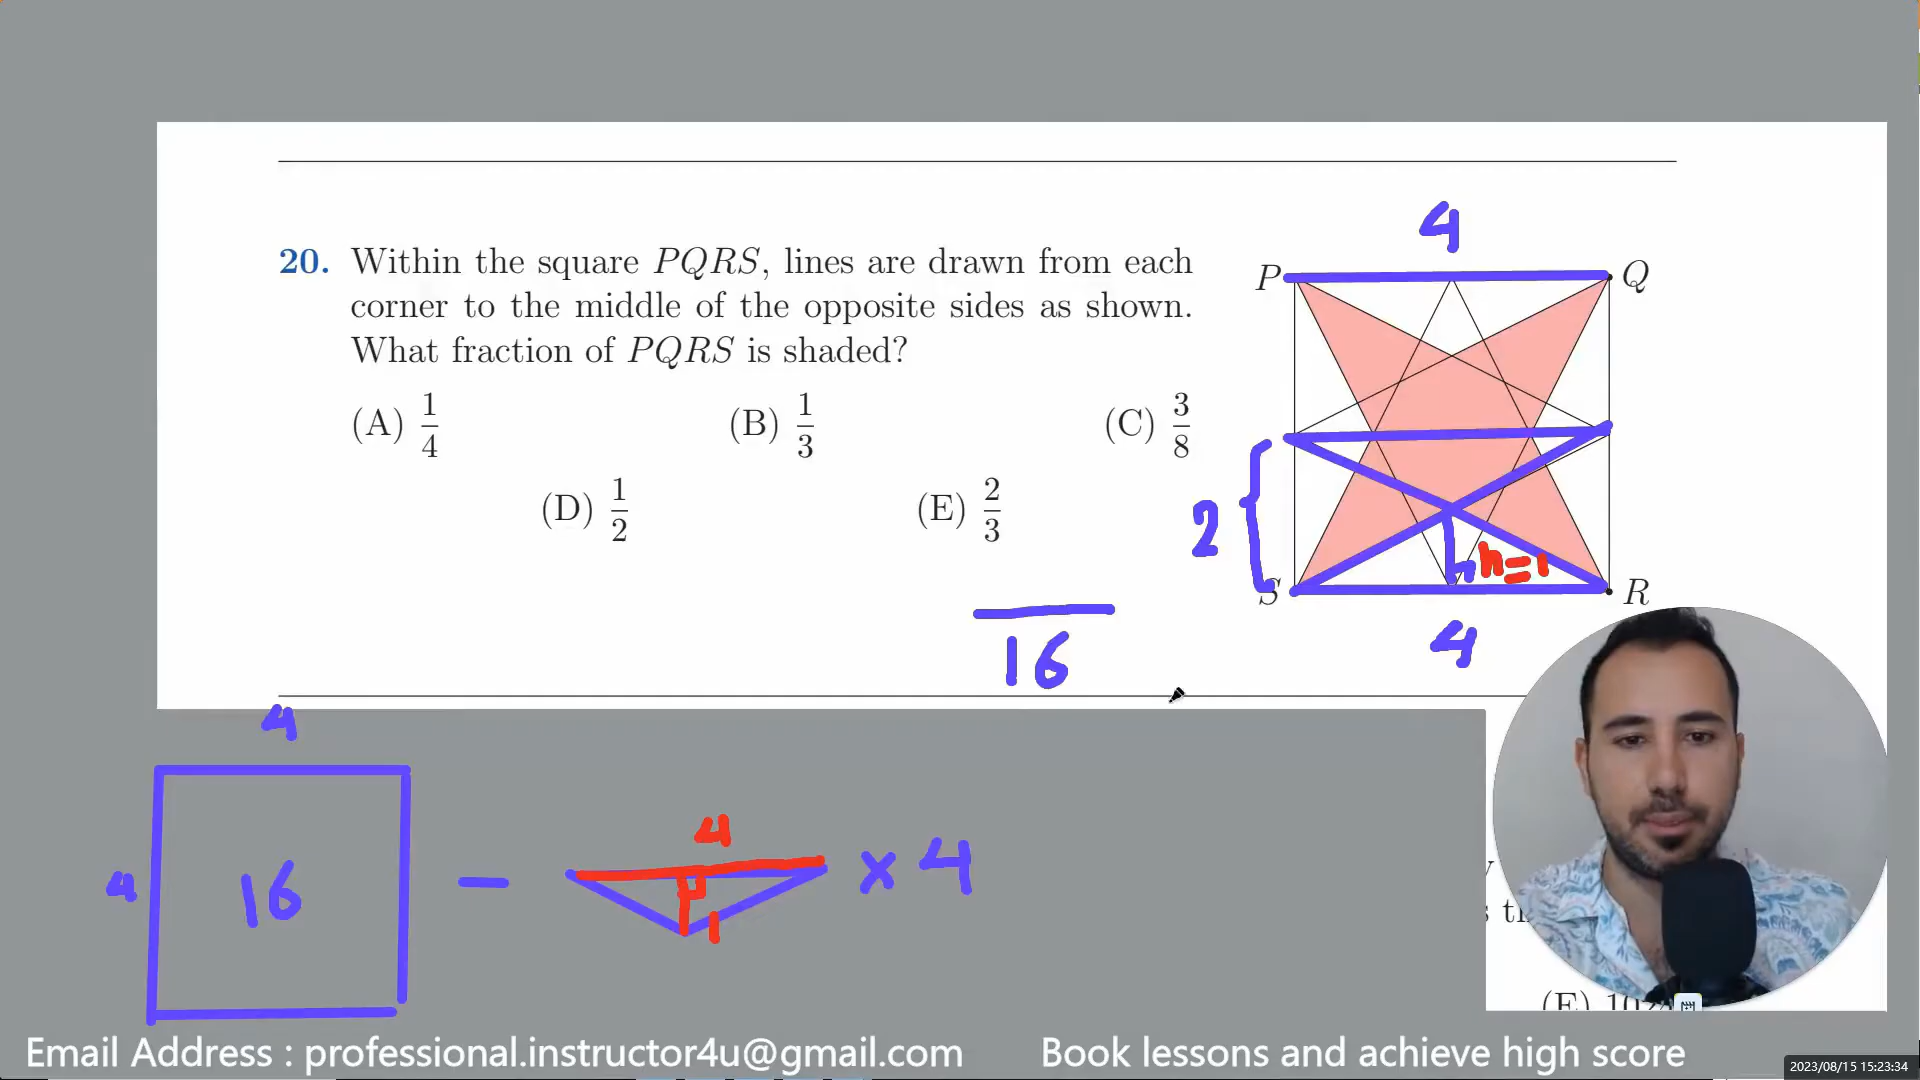 4
20. Within the square PQRS, lines are drawn from each
corner to the middle of the opposite sides as shown.
What fraction of PQRS is shaded?
(A) 1/4 (B) 1/3 (C) 3/8
(D) 1/2 (E) 2/3
P Q
2
h h=1
S R
4
16
4
4 16 − 4 1 × 4
Email Address : professional.instructor4u@gmail.com Book lessons and achieve high score
2023/08/15 15:23:34